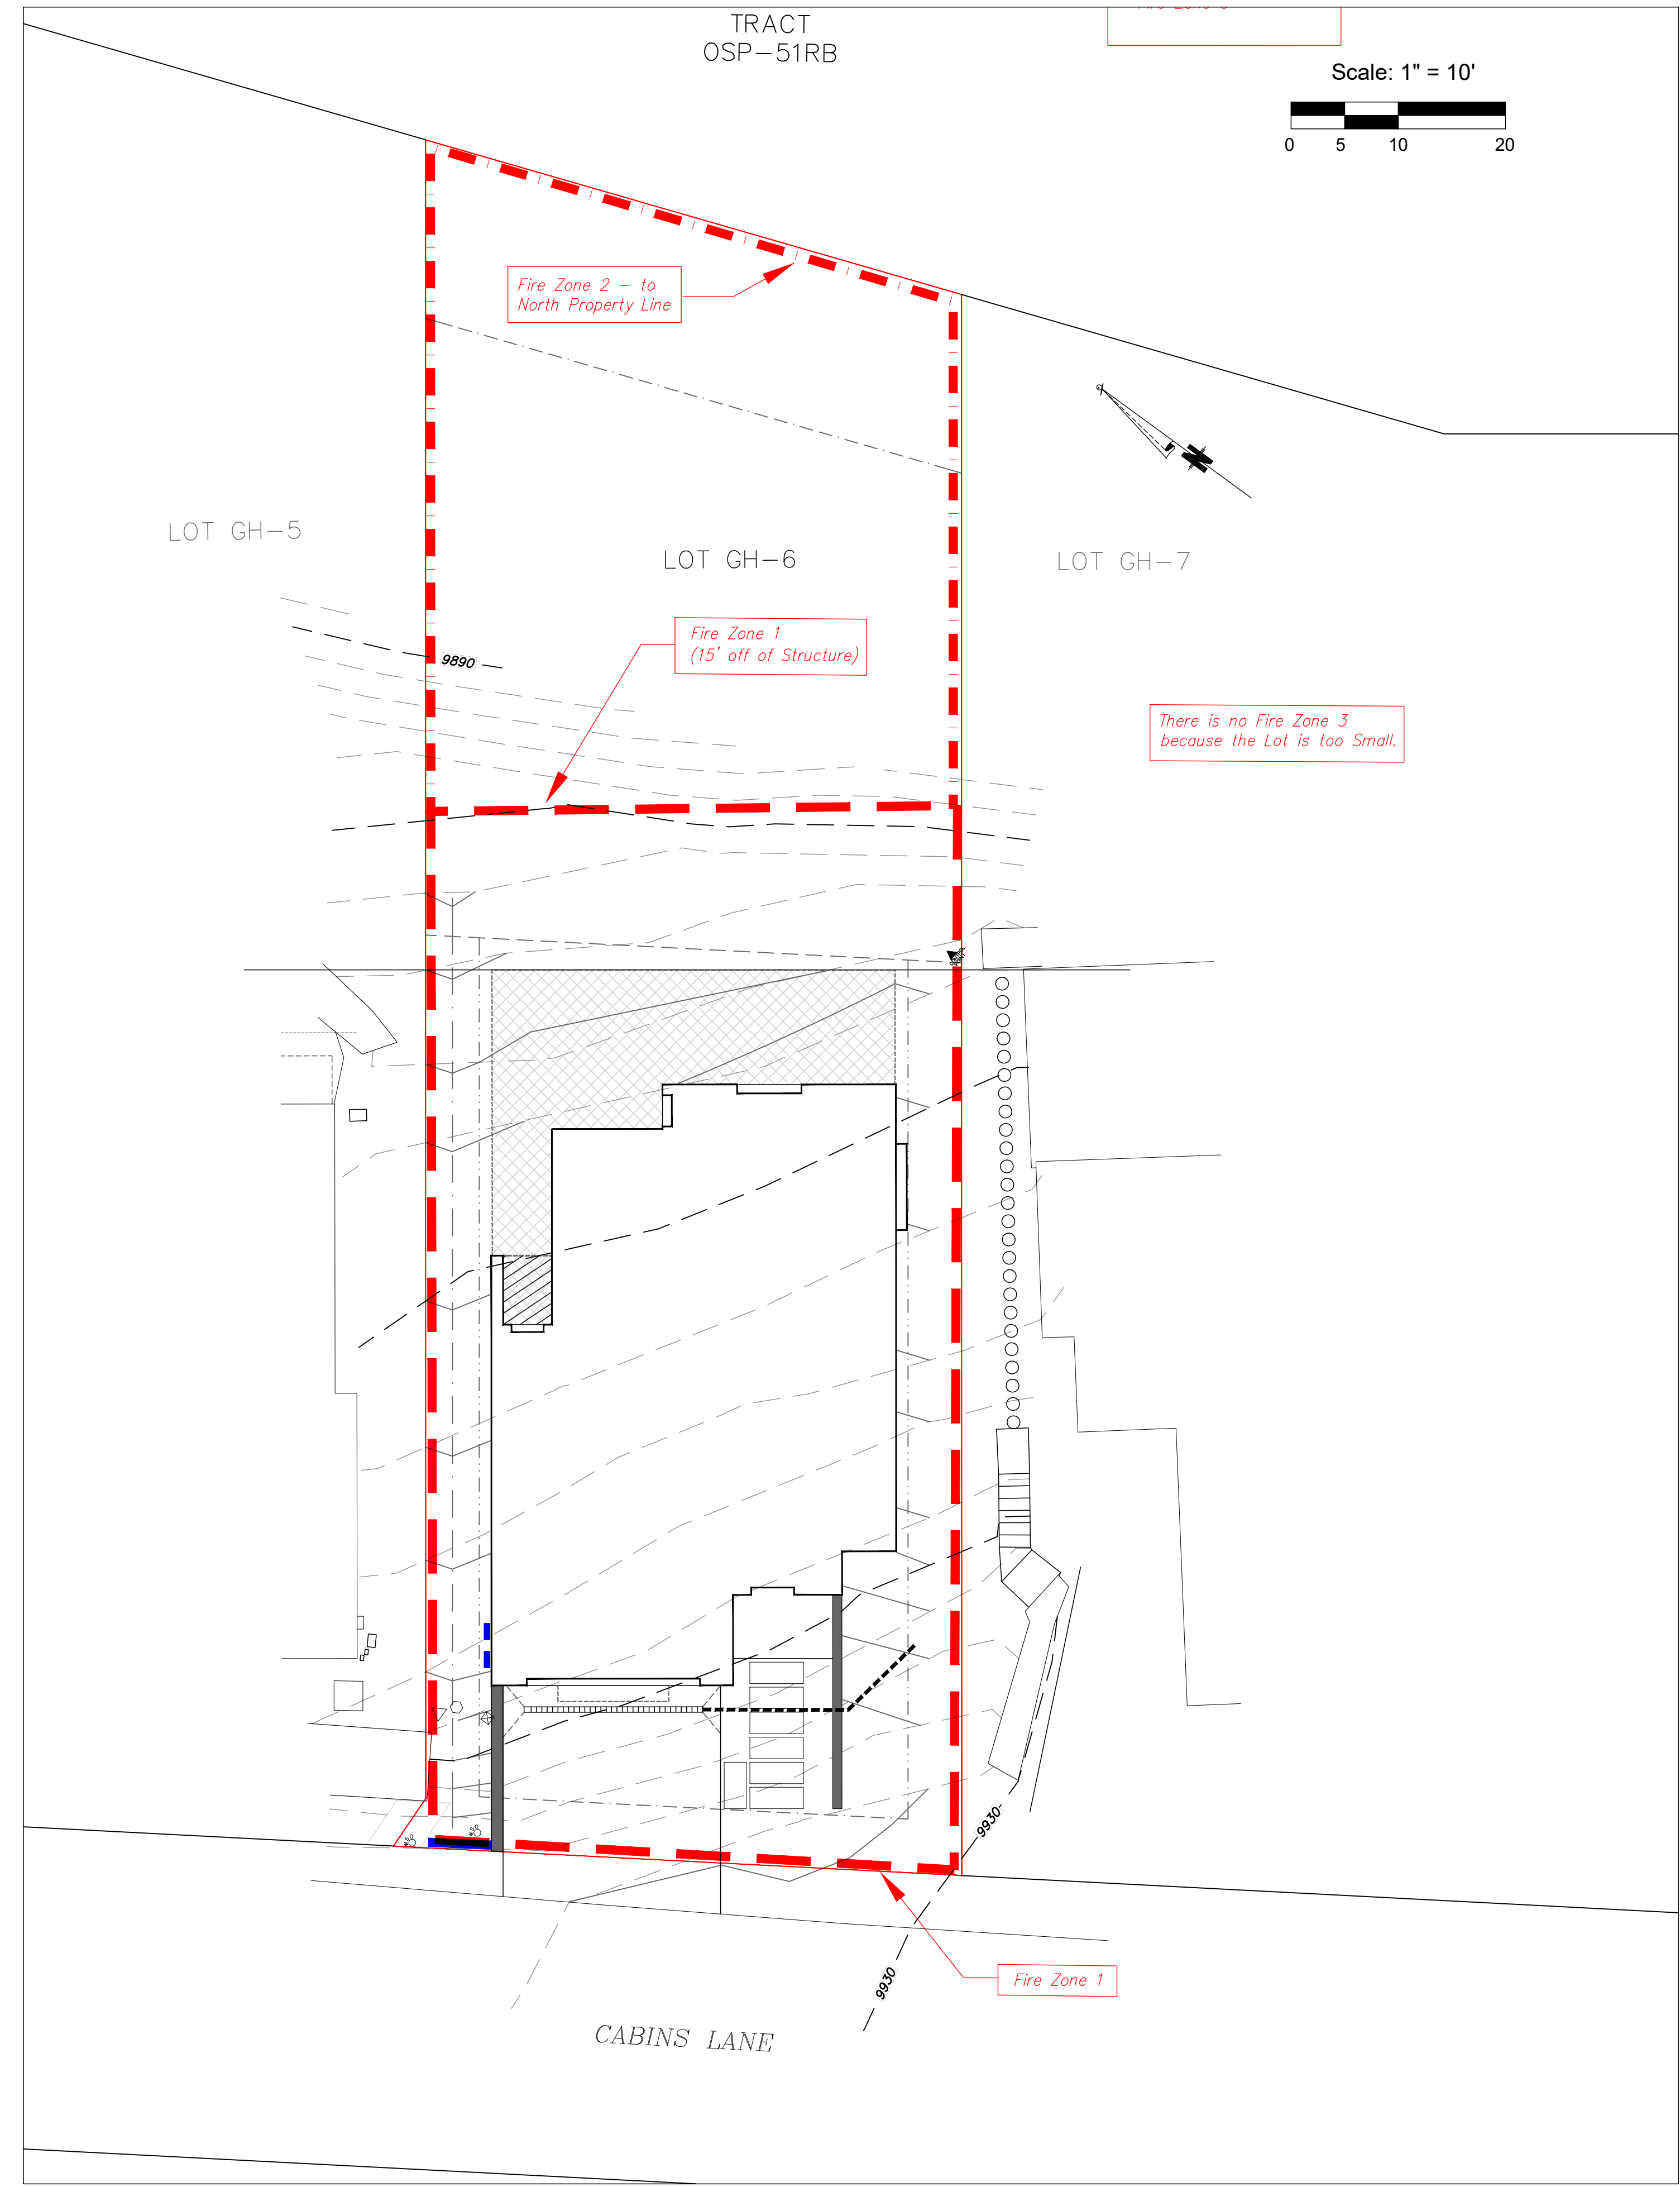 TRACT
OSP-51RB
Scale: 1" = 10'
0 5 10 20
Fire Zone 2 - to
North Property Line
N
LOT GH-5
LOT GH-6
LOT GH-7
Fire Zone 1
(15' off of Structure)
9890
There is no Fire Zone 3
because the Lot is too Small.
9930
Fire Zone 1
9930
CABINS LANE